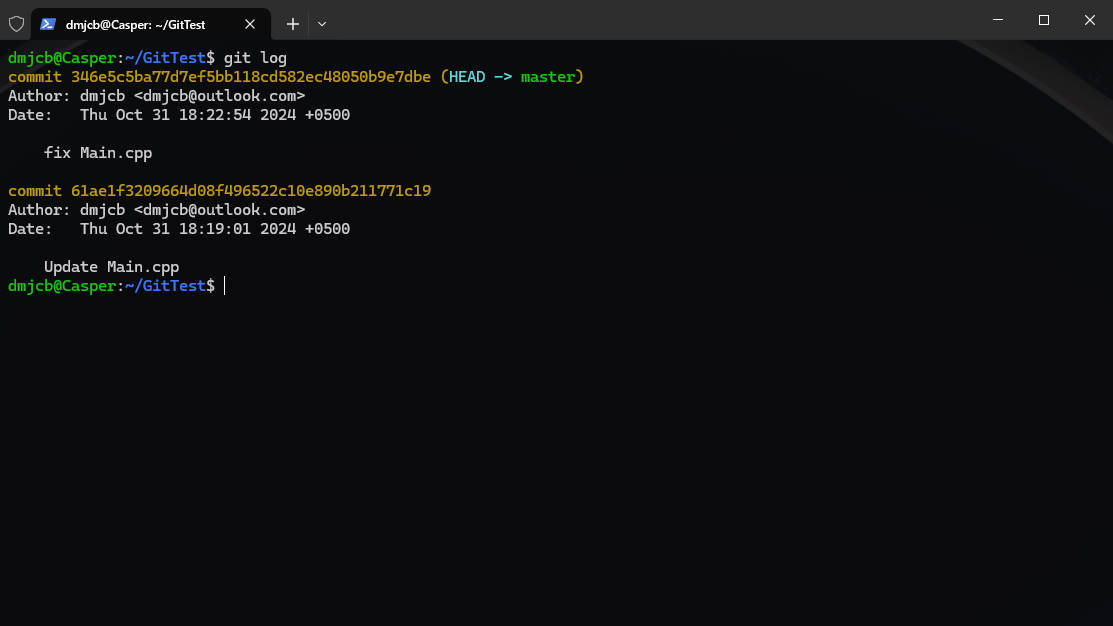 dmjcb@Casper: ~/GitTest
dmjcb@Casper:~/GitTest$ git log
commit 346e5c5ba77d7ef5bb118cd582ec48050b9e7dbe (HEAD -> master)
Author: dmjcb <dmjcb@outlook.com>
Date:   Thu Oct 31 18:22:54 2024 +0500
    fix Main.cpp
commit 61ae1f3209664d08f496522c10e890b211771c19
Author: dmjcb <dmjcb@outlook.com>
Date:   Thu Oct 31 18:19:01 2024 +0500
    Update Main.cpp
dmjcb@Casper:~/GitTest$